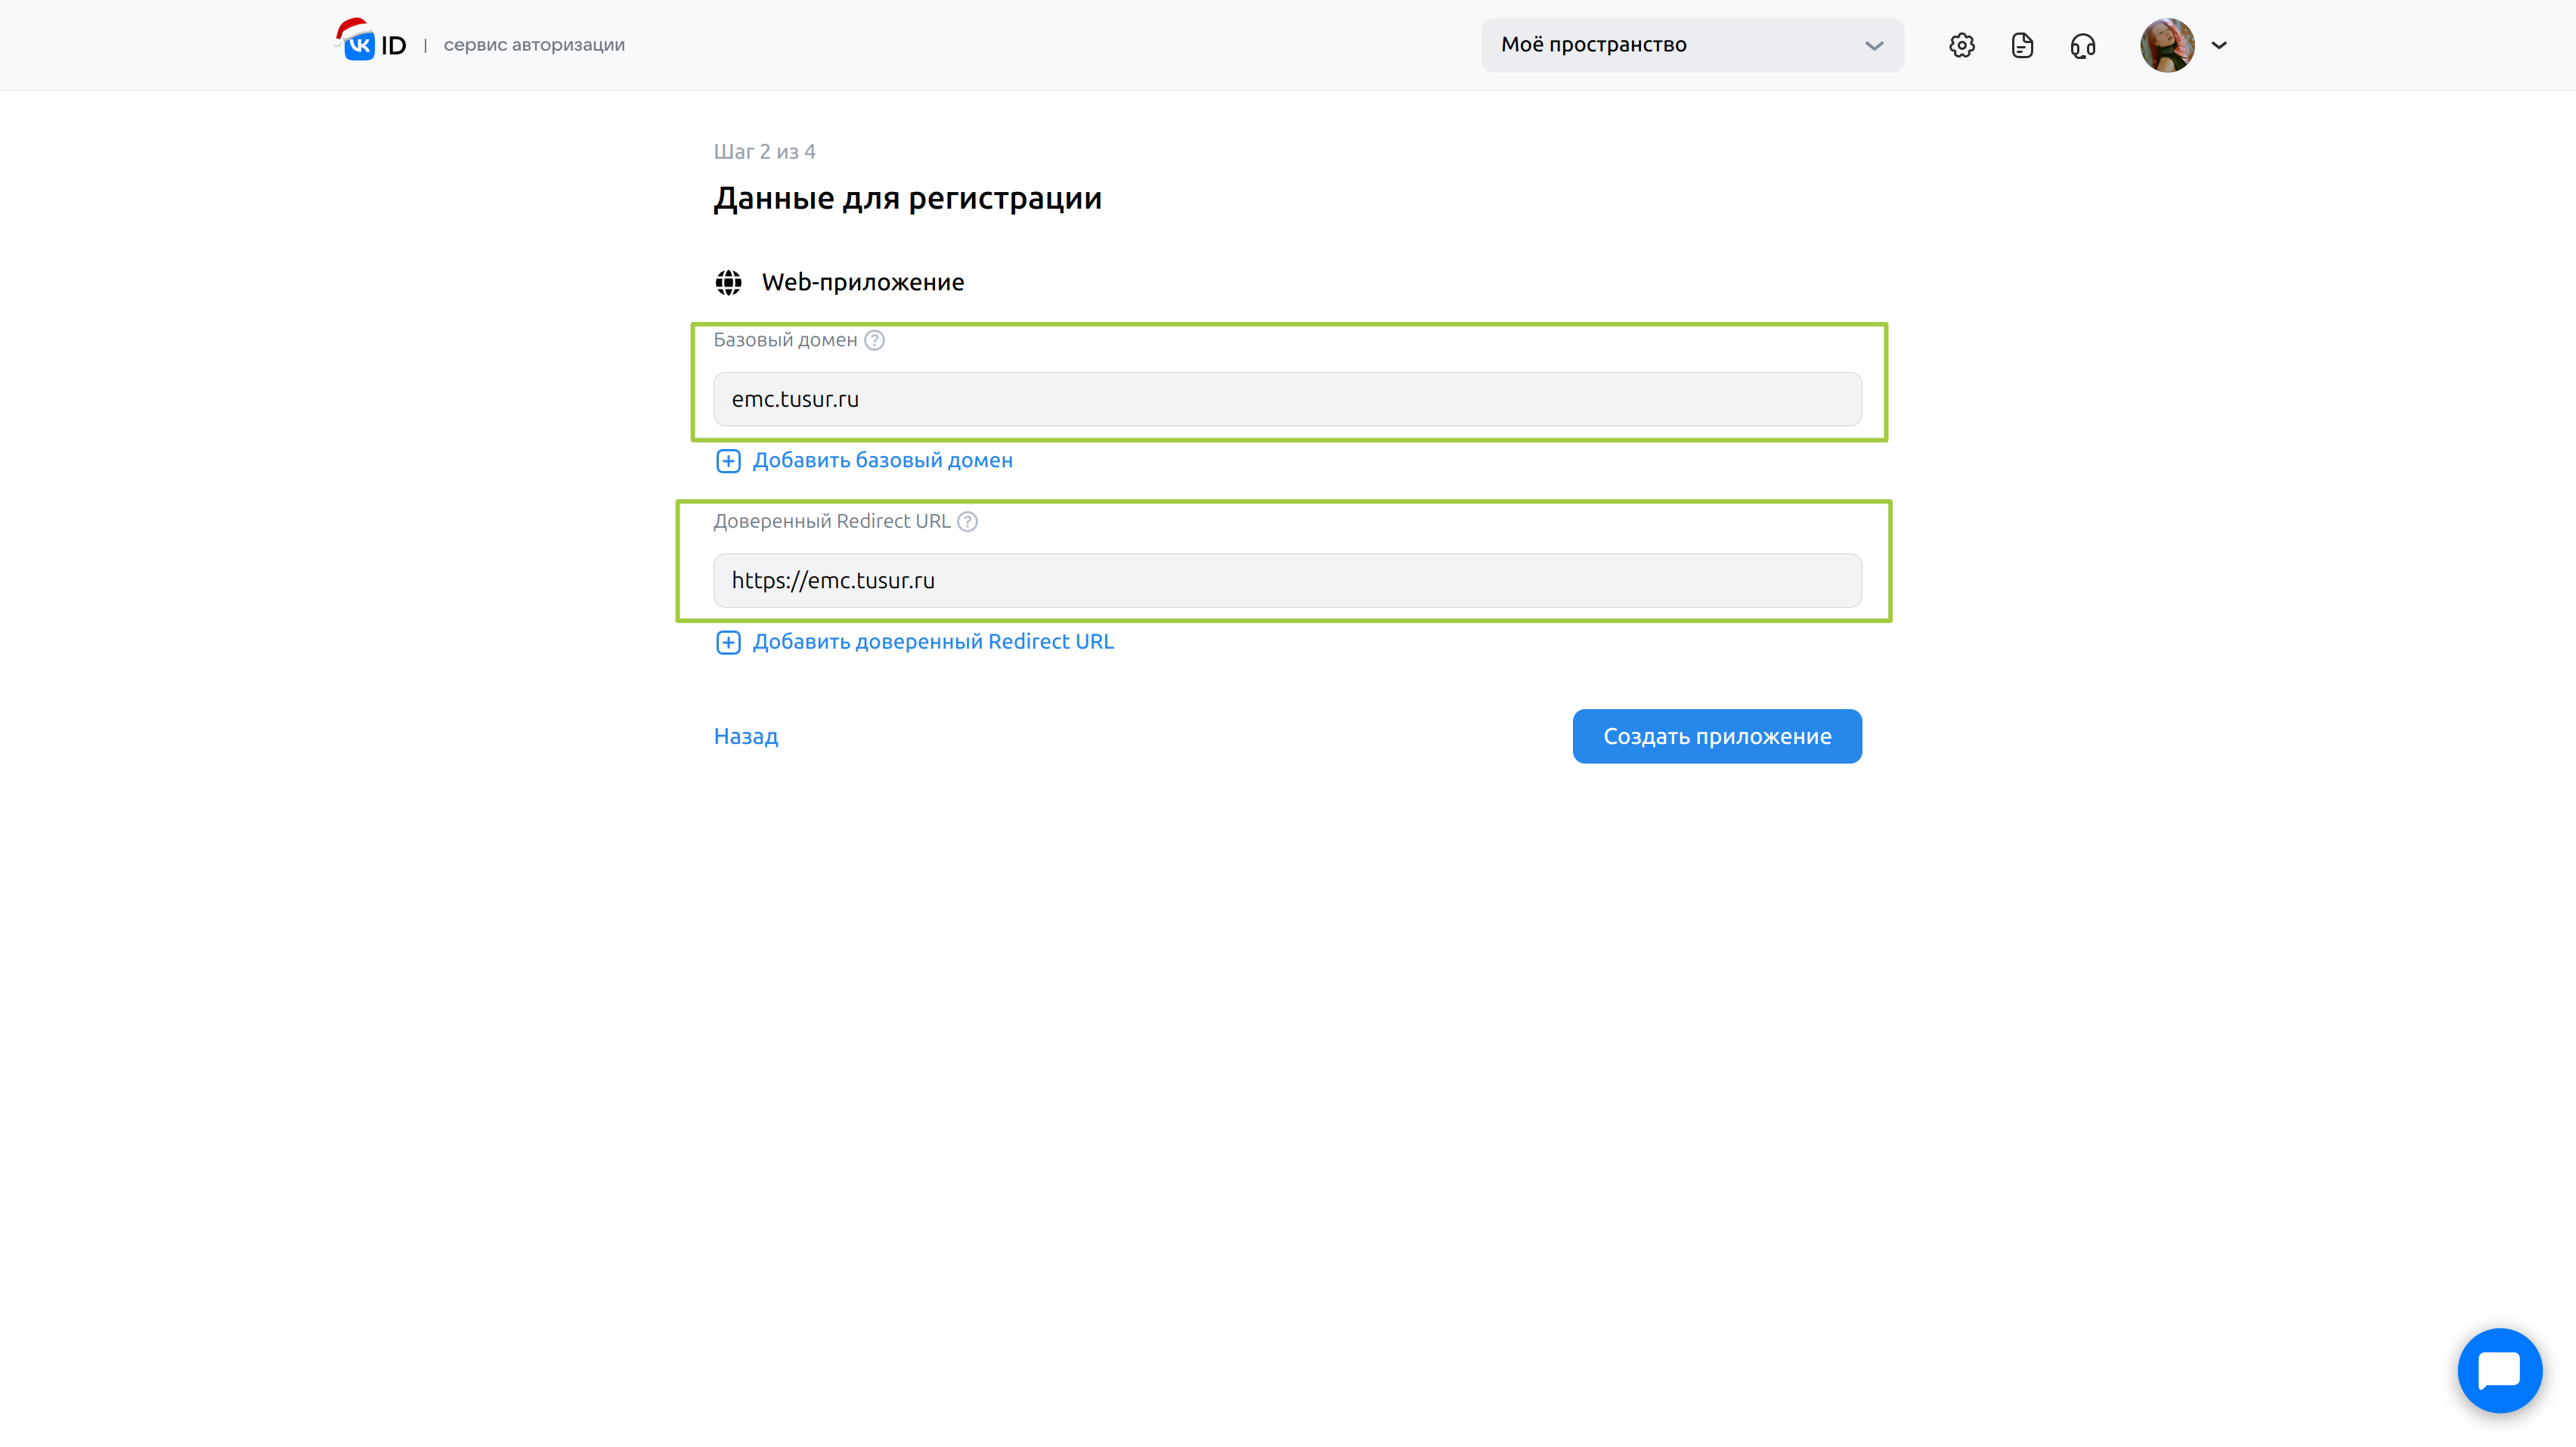 VK ID | сервис авторизации
Моё пространство
Шаг 2 из 4
Данные для регистрации
Web-приложение
Базовый домен ?
emc.tusur.ru
Добавить базовый домен
Доверенный Redirect URL ?
https://emc.tusur.ru
Добавить доверенный Redirect URL
Назад
Создать приложение